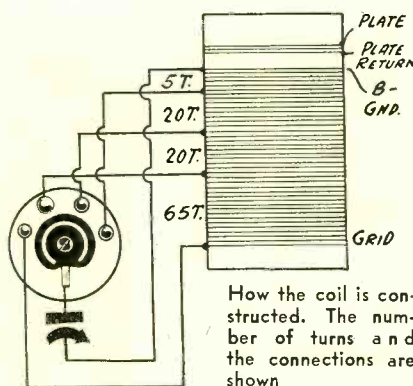 PLATE
PLATE
RETURN
B-
GND.
5T.
20T.
20T.
65T.
GRID
How the coil is con-
structed. The num-
ber of turns and
the connections are
shown